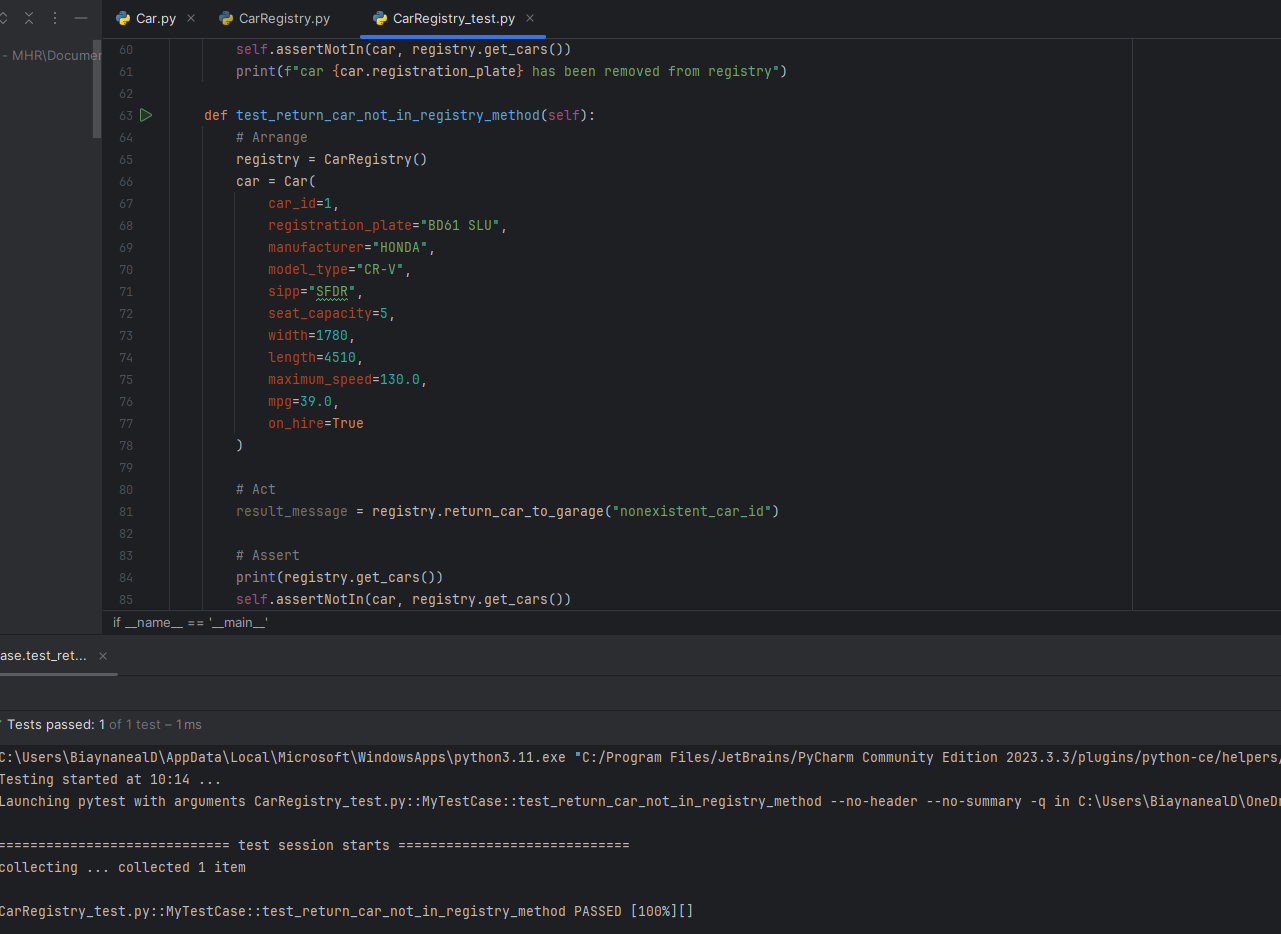 Car.py
CarRegistry.py
CarRegistry_test.py
- MHR\Documen
60 self.assertNotIn(car, registry.get_cars())
61 print(f"car {car.registration_plate} has been removed from registry")
62
63 def test_return_car_not_in_registry_method(self):
64 # Arrange
65 registry = CarRegistry()
66 car = Car(
67 car_id=1,
68 registration_plate="BD61 SLU",
69 manufacturer="HONDA",
70 model_type="CR-V",
71 sipp="SFDR",
72 seat_capacity=5,
73 width=1780,
74 length=4510,
75 maximum_speed=130.0,
76 mpg=39.0,
77 on_hire=True
78 )
79
80 # Act
81 result_message = registry.return_car_to_garage("nonexistent_car_id")
82
83 # Assert
84 print(registry.get_cars())
85 self.assertNotIn(car, registry.get_cars())
if __name__ == '__main__'
ase.test_ret...
Tests passed: 1 of 1 test – 1 ms
C:\Users\BiaynanealD\AppData\Local\Microsoft\WindowsApps\python3.11.exe "C:/Program Files/JetBrains/PyCharm Community Edition 2023.3.3/plugins/python-ce/helpers/
Testing started at 10:14 ...
Launching pytest with arguments CarRegistry_test.py::MyTestCase::test_return_car_not_in_registry_method --no-header --no-summary -q in C:\Users\BiaynanealD\OneDr
============================= test session starts =============================
collecting ... collected 1 item
CarRegistry_test.py::MyTestCase::test_return_car_not_in_registry_method PASSED [100%][]